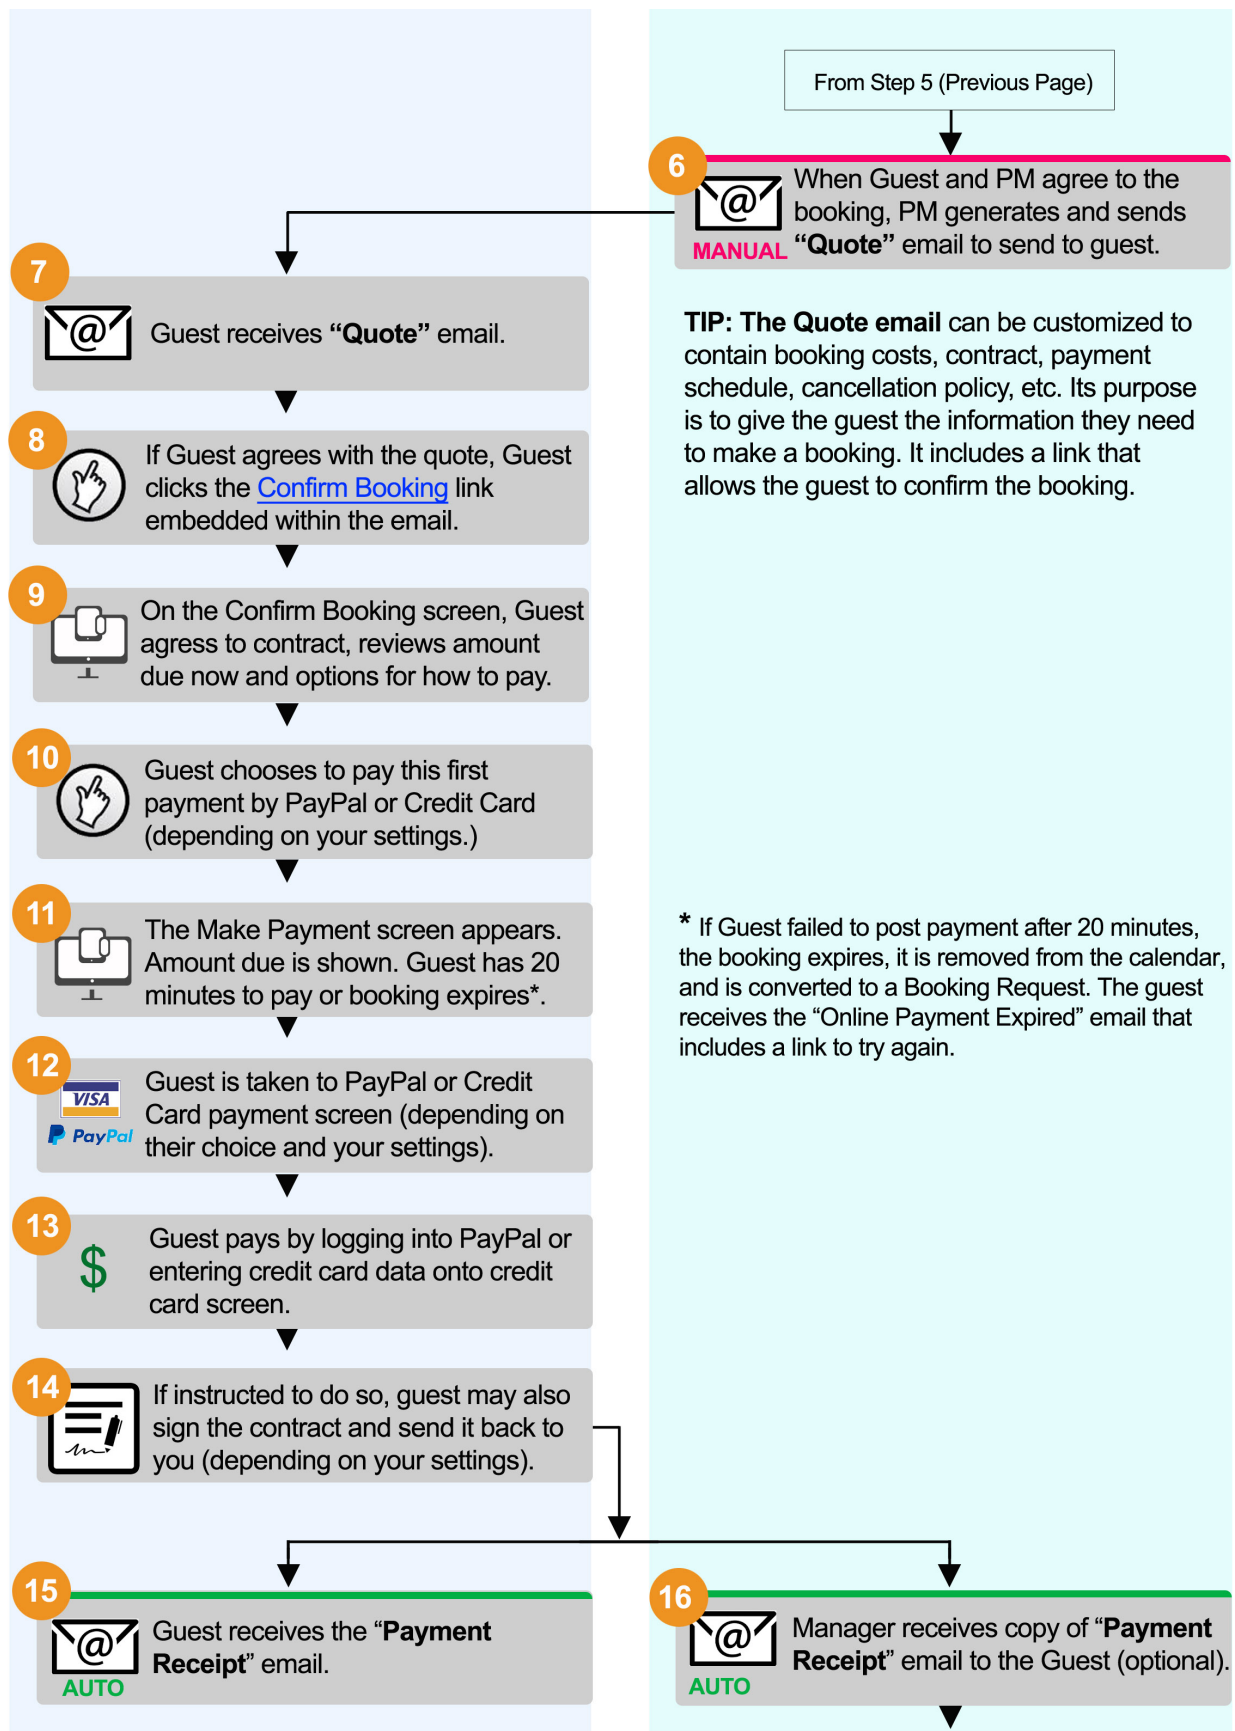 From Step 5 (Previous Page)
6
When Guest and PM agree to the
booking, PM generates and sends
MANUAL “Quote” email to send to guest.
7
Guest receives “Quote” email.
TIP: The Quote email can be customized to
contain booking costs, contract, payment
schedule, cancellation policy, etc. Its purpose
is to give the guest the information they need
to make a booking. It includes a link that
allows the guest to confirm the booking.
8
If Guest agrees with the quote, Guest
clicks the Confirm Booking link
embedded within the email.
9
On the Confirm Booking screen, Guest
agress to contract, reviews amount
due now and options for how to pay.
10
Guest chooses to pay this first
payment by PayPal or Credit Card
(depending on your settings.)
11
The Make Payment screen appears.
Amount due is shown. Guest has 20
minutes to pay or booking expires*.
* If Guest failed to post payment after 20 minutes,
the booking expires, it is removed from the calendar,
and is converted to a Booking Request. The guest
receives the “Online Payment Expired” email that
includes a link to try again.
12
VISA
PayPal
Guest is taken to PayPal or Credit
Card payment screen (depending on
their choice and your settings).
13
$
Guest pays by logging into PayPal or
entering credit card data onto credit
card screen.
14
If instructed to do so, guest may also
sign the contract and send it back to
you (depending on your settings).
15
Guest receives the “Payment
Receipt” email.
AUTO
16
Manager receives copy of “Payment
Receipt” email to the Guest (optional).
AUTO